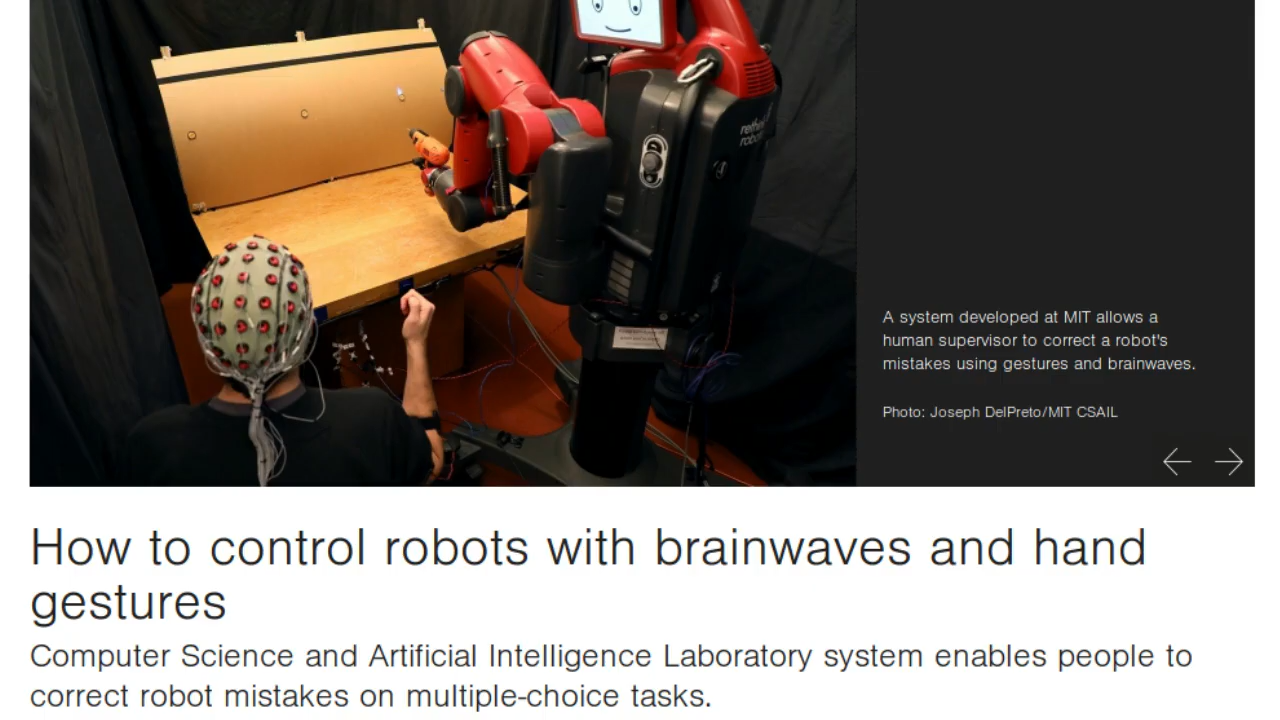 rethink
robotics
A system developed at MIT allows a
human supervisor to correct a robot's
mistakes using gestures and brainwaves.
Photo: Joseph DelPreto/MIT CSAIL
How to control robots with brainwaves and hand
gestures
Computer Science and Artificial Intelligence Laboratory system enables people to
correct robot mistakes on multiple-choice tasks.